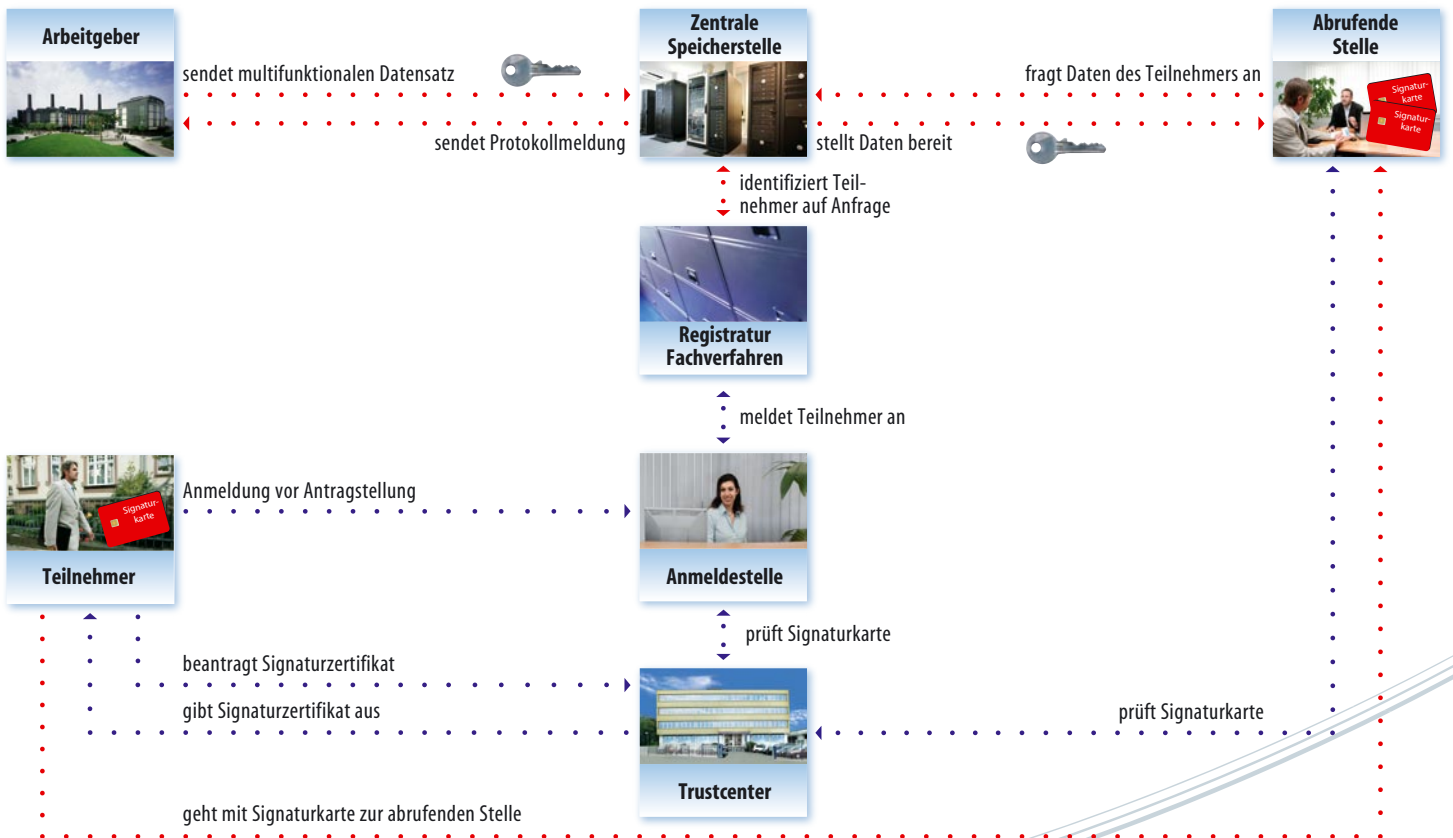 Arbeitgeber
Zentrale
Speicherstelle
Abrufende
Stelle
sendet multifunktionalen Datensatz
fragt Daten des Teilnehmers an
Signatur-
karte
Signatur-
karte
sendet Protokollmeldung
stellt Daten bereit
identifiziert Teil-
nehmer auf Anfrage
Registratur
Fachverfahren
meldet Teilnehmer an
Anmeldung vor Antragstellung
Signatur-
karte
Teilnehmer
Anmeldestelle
prüft Signaturkarte
beantragt Signaturzertifikat
gibt Signaturzertifikat aus
prüft Signaturkarte
Trustcenter
geht mit Signaturkarte zur abrufenden Stelle